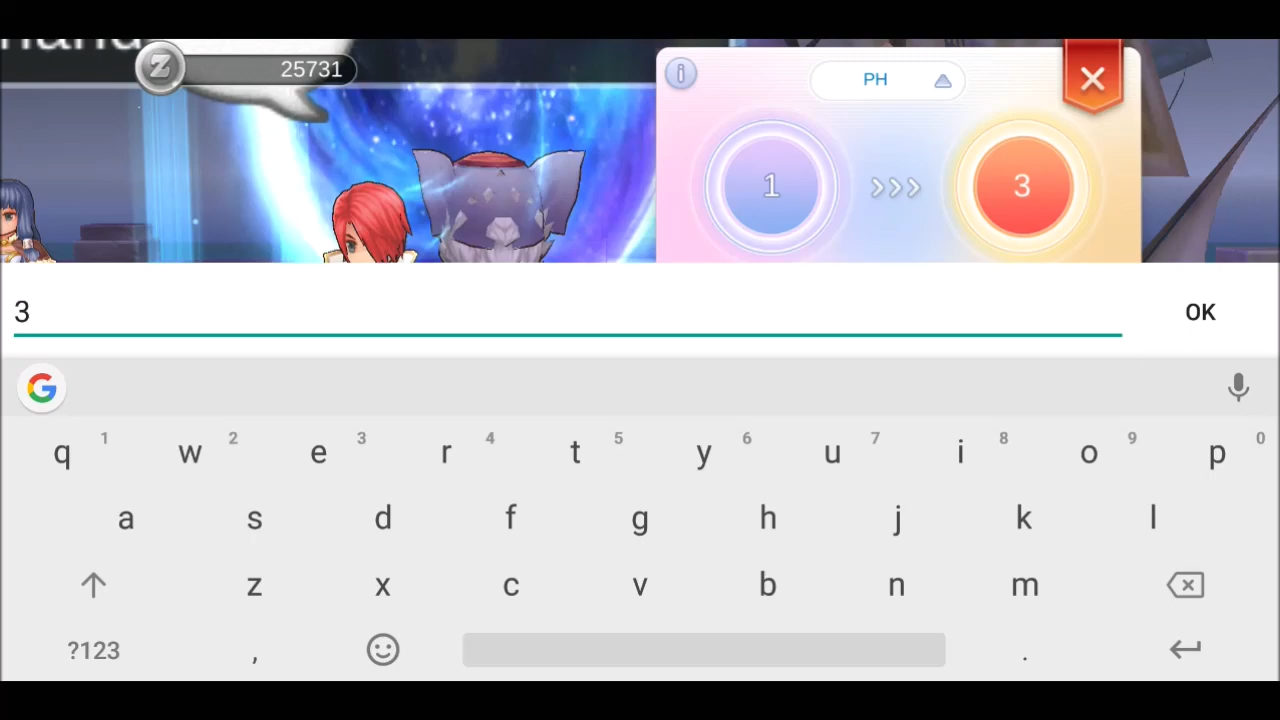 Z
25731
PH
1
>>>
3
3
OK
G
q 1 w 2 e 3 r 4 t 5 y 6 u 7 i 8 o 9 p 0
a s d f g h j k l
z x c v b n m
?123 , .